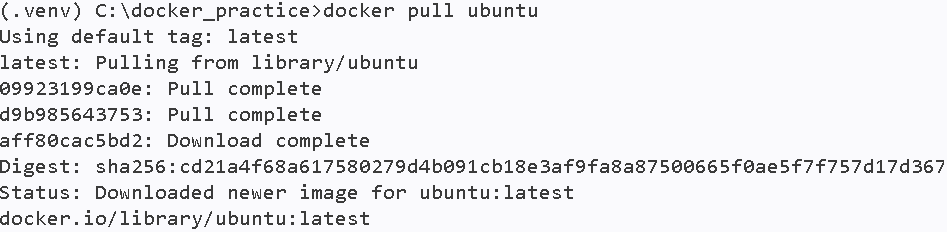 (.venv) C:\docker_practice>docker pull ubuntu
Using default tag: latest
latest: Pulling from library/ubuntu
09923199ca0e: Pull complete
d9b985643753: Pull complete
aff80cac5bd2: Download complete
Digest: sha256:cd21a4f68a617580279d4b091cb18e3af9fa8a87500665f0ae5f7f757d17d367
Status: Downloaded newer image for ubuntu:latest
docker.io/library/ubuntu:latest